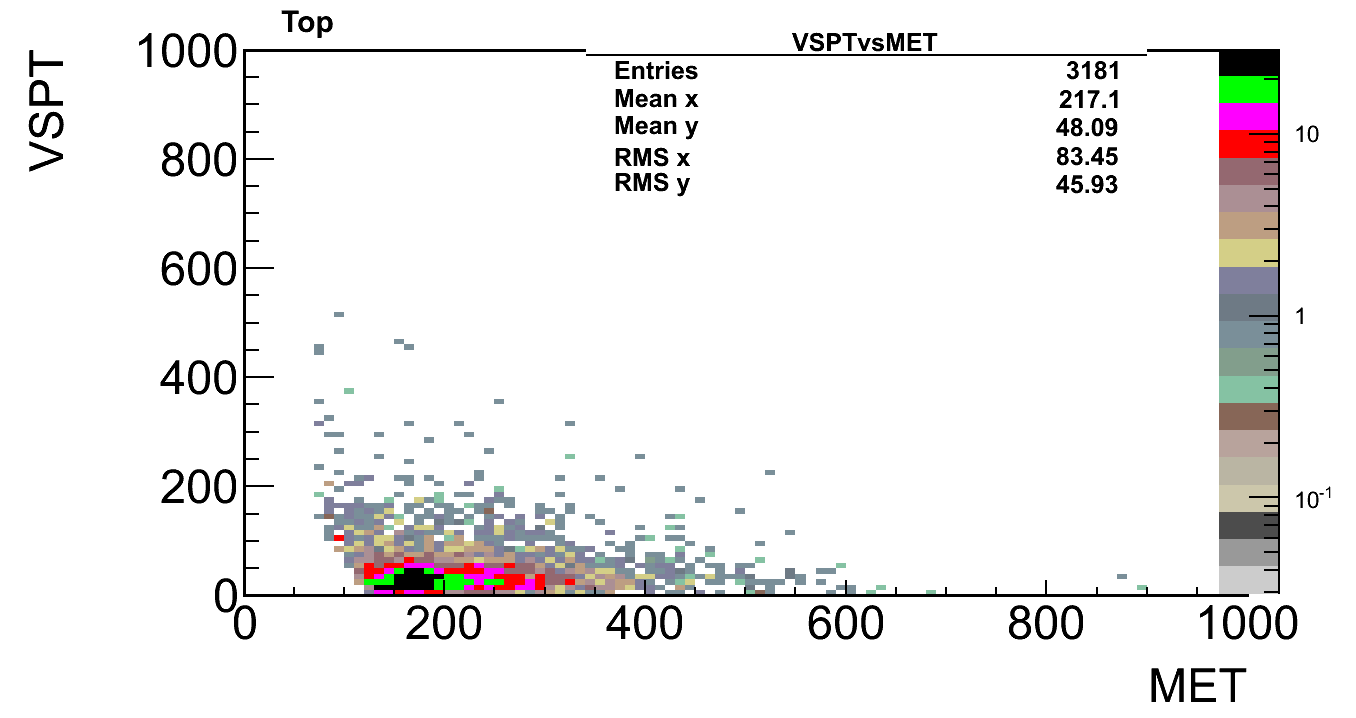 Top
VSPTvsMET
Entries 3181
Mean x 217.1
Mean y 48.09
RMS x 83.45
RMS y 45.93
VSPT
1000
800
600
400
200
0
0 200 400 600 800 1000
MET
10
1
10⁻¹